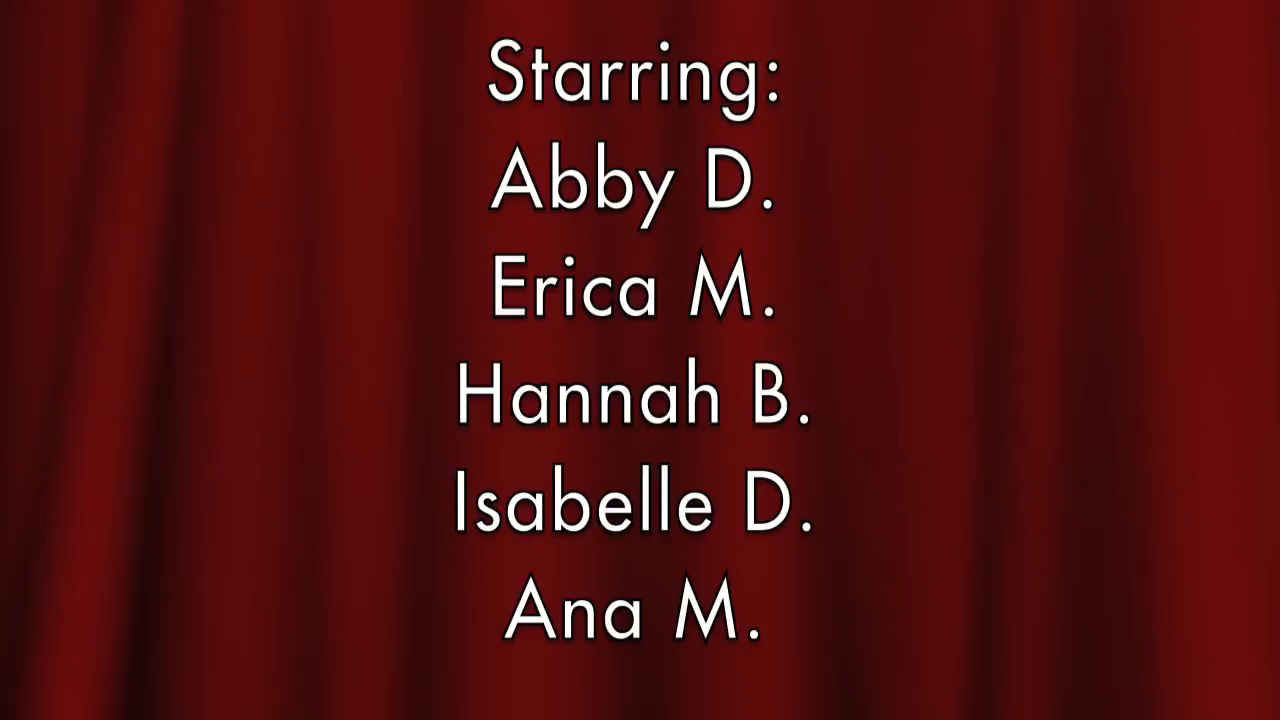 Starring:
Abby D.
Erica M.
Hannah B.
Isabelle D.
Ana M.